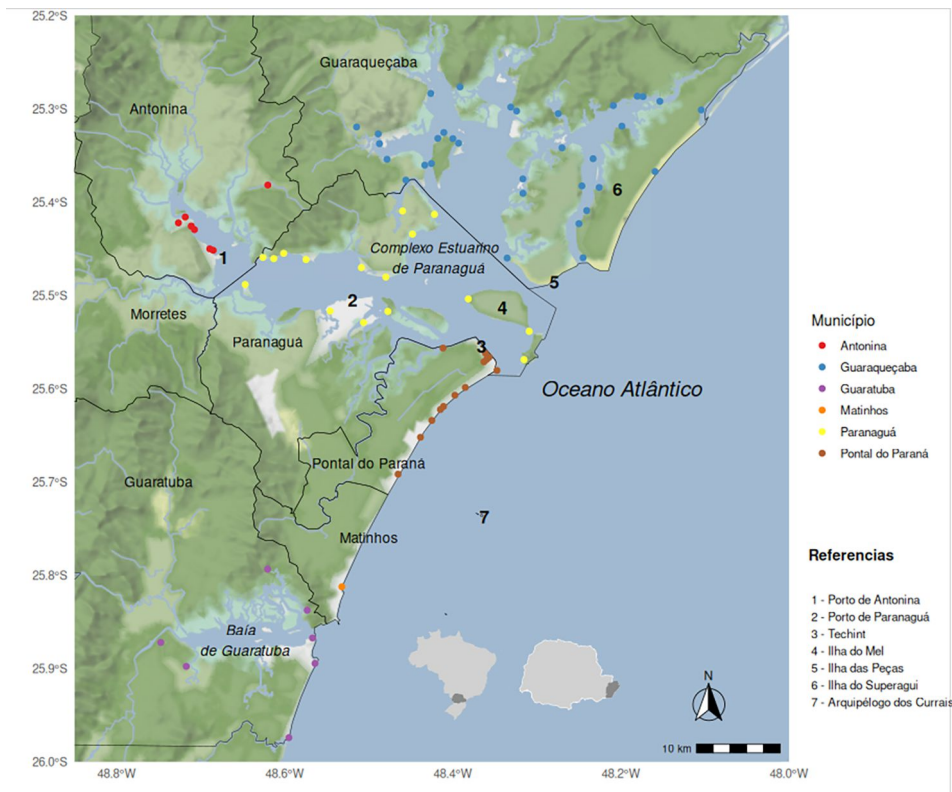 25.2°S
Guaraqueçaba
Antonina
25.3°S
25.4°S
6
Complexo Estuarino
de Paranaguá
1
5
25.5°S
2
4
Morretes
Paranaguá
3
Município
Antonina
Guaraqueçaba
Guaratuba
Matinhos
Paranaguá
Pontal do Paraná
25.6°S
Oceano Atlântico
Pontal do Paraná
25.7°S
Guaratuba
7
Matinhos
Referencias
25.8°S
1 - Porto de Antonina
2 - Porto de Paranaguá
3 - Techint
4 - Ilha do Mel
5 - Ilha das Peças
6 - Ilha do Superagui
7 - Arquipélogo dos Currais
Baía
de Guaratuba
25.9°S
N
10 km
26.0°S
48.8°W
48.6°W
48.4°W
48.2°W
48.0°W